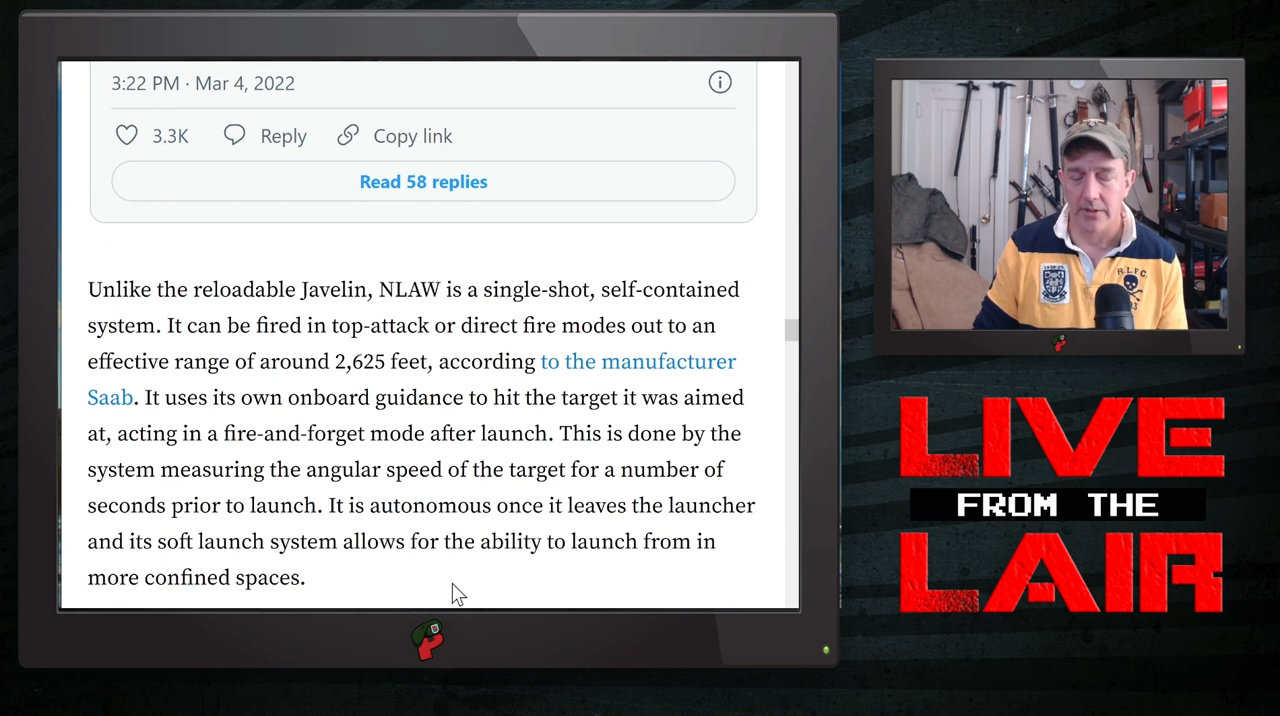 3:22 PM · Mar 4, 2022
3.3K Reply Copy link
Read 58 replies
Unlike the reloadable Javelin, NLAW is a single-shot, self-contained
system. It can be fired in top-attack or direct fire modes out to an
effective range of around 2,625 feet, according to the manufacturer
Saab. It uses its own onboard guidance to hit the target it was aimed
at, acting in a fire-and-forget mode after launch. This is done by the
system measuring the angular speed of the target for a number of
seconds prior to launch. It is autonomous once it leaves the launcher
and its soft launch system allows for the ability to launch from in
more confined spaces.
R.L.F.C.
LIVE
FROM THE
LAIR